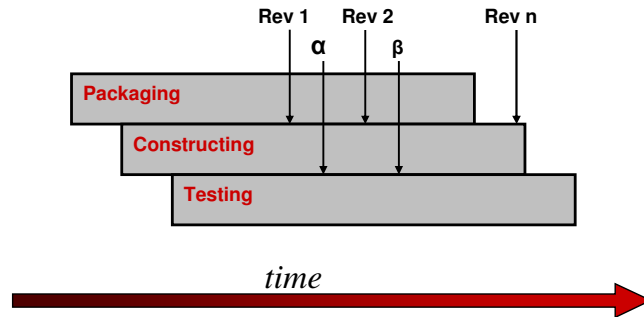 Rev 1 Rev 2 Rev n
α β
Packaging
Constructing
Testing
time